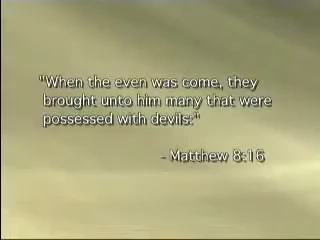 "When the even was come, they
brought unto him many that were
possessed with devils:"
- Matthew 8:16